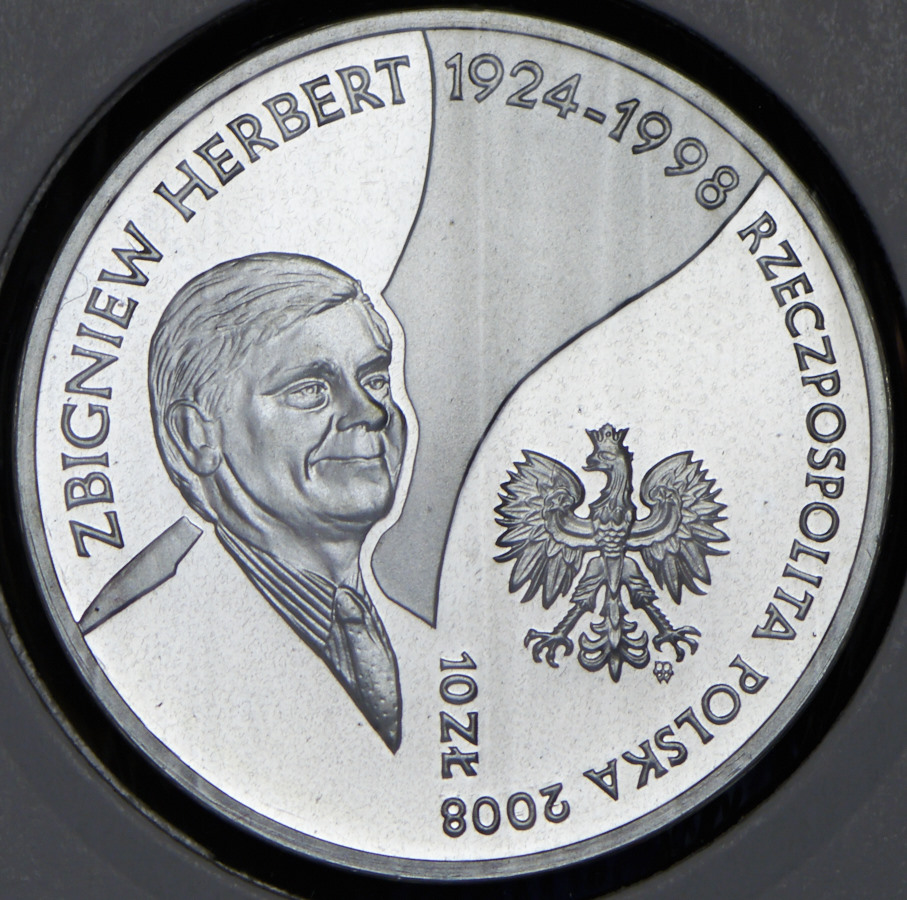 ZBIGNIEW HERBERT 1924-1998
RZECZPOSPOLITA POLSKA 2008
10 ZŁ